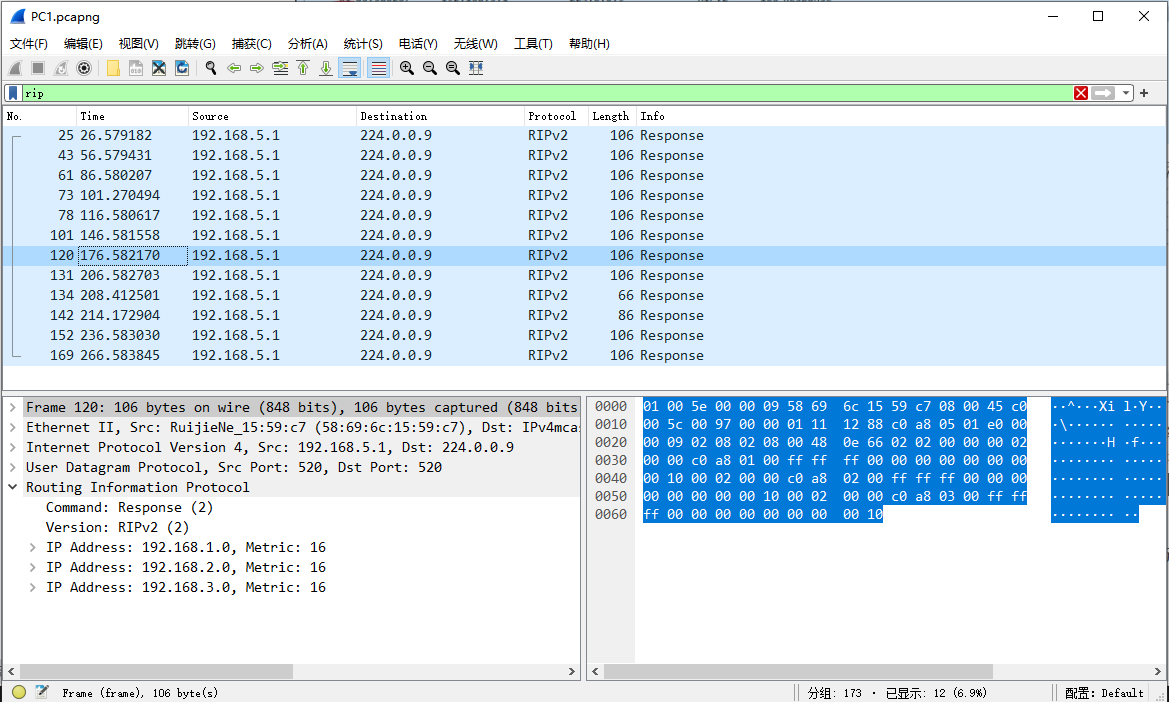 PC1.pcapng
文件(F) 编辑(E) 视图(V) 跳转(G) 捕获(C) 分析(A) 统计(S) 电话(Y) 无线(W) 工具(T) 帮助(H)
rip
No. Time Source Destination Protocol Length Info
25 26.579182 192.168.5.1 224.0.0.9 RIPv2 106 Response
43 56.579431 192.168.5.1 224.0.0.9 RIPv2 106 Response
61 86.580207 192.168.5.1 224.0.0.9 RIPv2 106 Response
73 101.270494 192.168.5.1 224.0.0.9 RIPv2 106 Response
78 116.580617 192.168.5.1 224.0.0.9 RIPv2 106 Response
101 146.581558 192.168.5.1 224.0.0.9 RIPv2 106 Response
120 176.582170 192.168.5.1 224.0.0.9 RIPv2 106 Response
131 206.582703 192.168.5.1 224.0.0.9 RIPv2 106 Response
134 208.412501 192.168.5.1 224.0.0.9 RIPv2 66 Response
142 214.172904 192.168.5.1 224.0.0.9 RIPv2 86 Response
152 236.583030 192.168.5.1 224.0.0.9 RIPv2 106 Response
169 266.583845 192.168.5.1 224.0.0.9 RIPv2 106 Response
Frame 120: 106 bytes on wire (848 bits), 106 bytes captured (848 bits
Ethernet II, Src: RuijieNe_15:59:c7 (58:69:6c:15:59:c7), Dst: IPv4mca
Internet Protocol Version 4, Src: 192.168.5.1, Dst: 224.0.0.9
User Datagram Protocol, Src Port: 520, Dst Port: 520
Routing Information Protocol
Command: Response (2)
Version: RIPv2 (2)
IP Address: 192.168.1.0, Metric: 16
IP Address: 192.168.2.0, Metric: 16
IP Address: 192.168.3.0, Metric: 16
0000 01 00 5e 00 00 09 58 69 6c 15 59 c7 08 00 45 c0 ··^···Xi l·Y···E·
0010 00 5c 00 97 00 00 01 11 12 88 c0 a8 05 01 e0 00 ·\······ ········
0020 00 09 02 08 02 08 00 48 0e 66 02 02 00 00 00 02 ·······H ·f······
0030 00 00 c0 a8 01 00 ff ff ff 00 00 00 00 00 00 00 ········ ········
0040 00 10 00 02 00 00 c0 a8 02 00 ff ff ff 00 00 00 ········ ········
0050 00 00 00 00 00 10 00 02 00 00 c0 a8 03 00 ff ff ········ ········
0060 ff 00 00 00 00 00 00 00 00 10 ········ ··
Frame (frame), 106 byte(s) 分组: 173 · 已显示: 12 (6.9%) 配置: Default